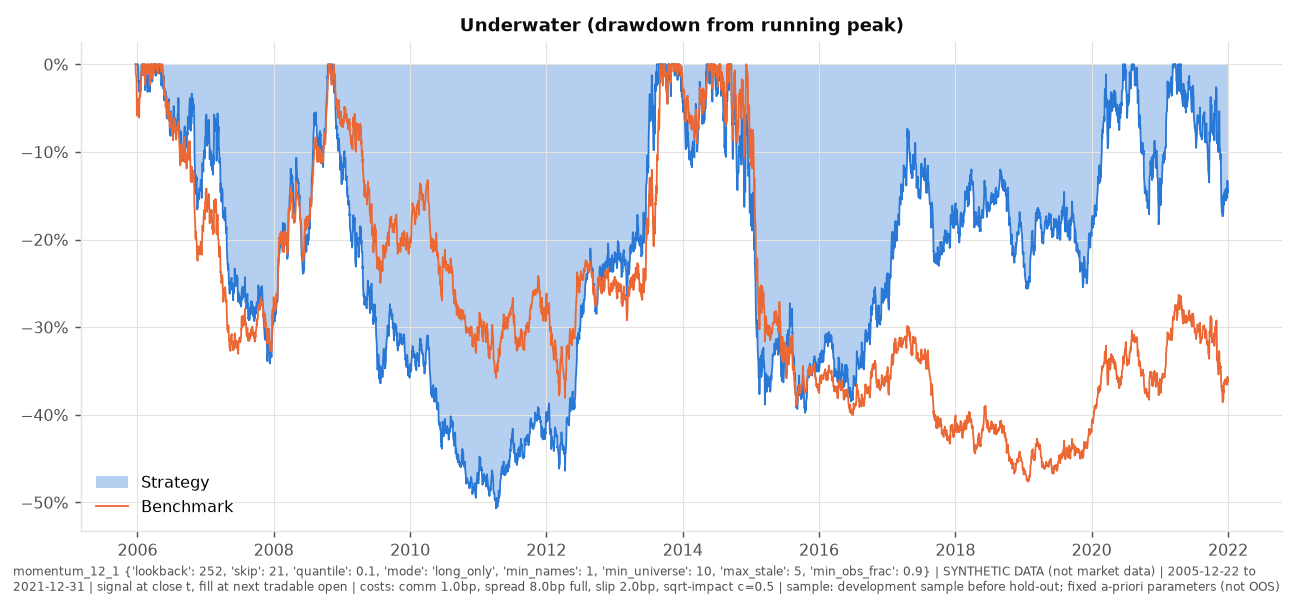 Underwater (drawdown from running peak)
0%
−10%
−20%
−30%
−40%
−50%
Strategy
Benchmark
2006 2008 2010 2012 2014 2016 2018 2020 2022
momentum_12_1 {'lookback': 252, 'skip': 21, 'quantile': 0.1, 'mode': 'long_only', 'min_names': 1, 'min_universe': 10, 'max_stale': 5, 'min_obs_frac': 0.9} | SYNTHETIC DATA (not market data) | 2005-12-22 to
2021-12-31 | signal at close t, fill at next tradable open | costs: comm 1.0bp, spread 8.0bp full, slip 2.0bp, sqrt-impact c=0.5 | sample: development sample before hold-out; fixed a-priori parameters (not OOS)